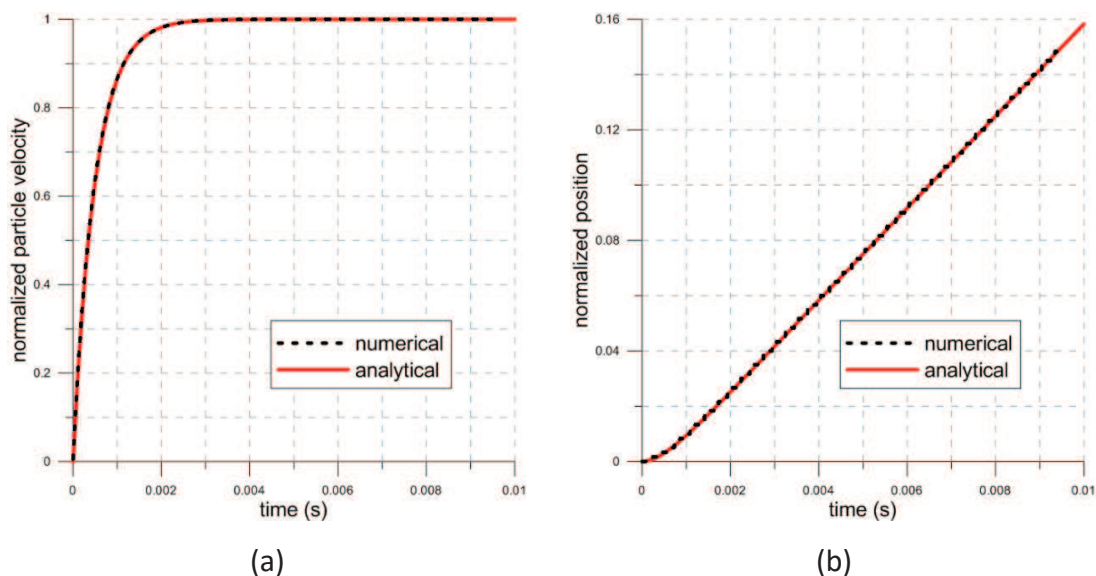 1
0.8
0.6
0.4
0.2
0
normalized particle velocity
numerical
analytical
0 0.002 0.004 0.006 0.008 0.01
time (s)
(a)
0.16
0.12
0.08
0.04
0
normalized position
numerical
analytical
0 0.002 0.004 0.006 0.008 0.01
time (s)
(b)